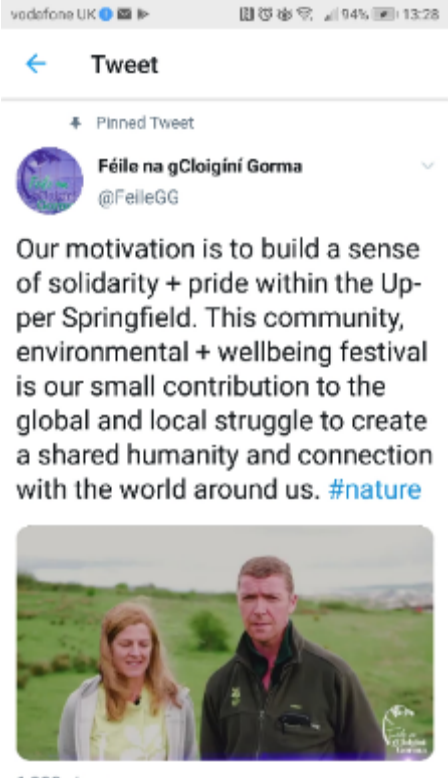 vodafone UK
94% 13:28
Tweet
Pinned Tweet
Féile na gCloigíní Gorma
@FeileGG
Our motivation is to build a sense
of solidarity + pride within the Up-
per Springfield. This community,
environmental + wellbeing festival
is our small contribution to the
global and local struggle to create
a shared humanity and connection
with the world around us. #nature